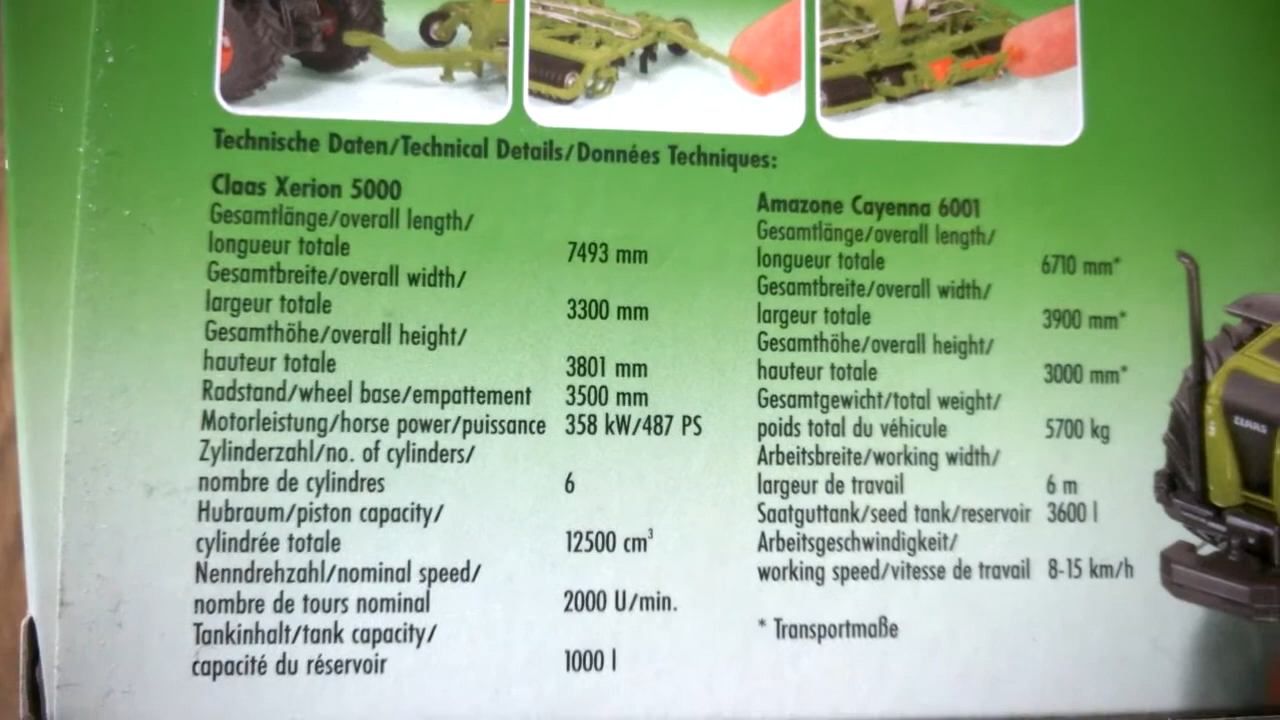 Technische Daten/Technical Details/Données Techniques:
Claas Xerion 5000
Gesamtlänge/overall length/
longueur totale 7493 mm
Gesamtbreite/overall width/
largeur totale 3300 mm
Gesamthöhe/overall height/
hauteur totale 3801 mm
Radstand/wheel base/empattement 3500 mm
Motorleistung/horse power/puissance 358 kW/487 PS
Zylinderzahl/no. of cylinders/
nombre de cylindres 6
Hubraum/piston capacity/
cylindrée totale 12500 cm³
Nenndrehzahl/nominal speed/
nombre de tours nominal 2000 U/min.
Tankinhalt/tank capacity/
capacité du réservoir 1000 l
Amazone Cayenna 6001
Gesamtlänge/overall length/
longueur totale 6710 mm*
Gesamtbreite/overall width/
largeur totale 3900 mm*
Gesamthöhe/overall height/
hauteur totale 3000 mm*
Gesamtgewicht/total weight/
poids total du véhicule 5700 kg
Arbeitsbreite/working width/
largeur de travail 6 m
Saatguttank/seed tank/reservoir 3600 l
Arbeitsgeschwindigkeit/
working speed/vitesse de travail 8-15 km/h
* Transportmaße
CLAAS